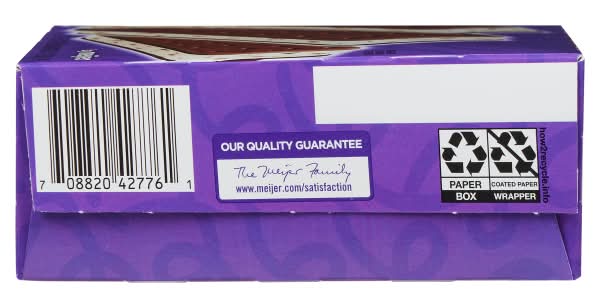 7 08820 42776 1
OUR QUALITY GUARANTEE
The Meijer Family
www.meijer.com/satisfaction
how2recycle.info
PAPER
BOX
COATED PAPER
WRAPPER